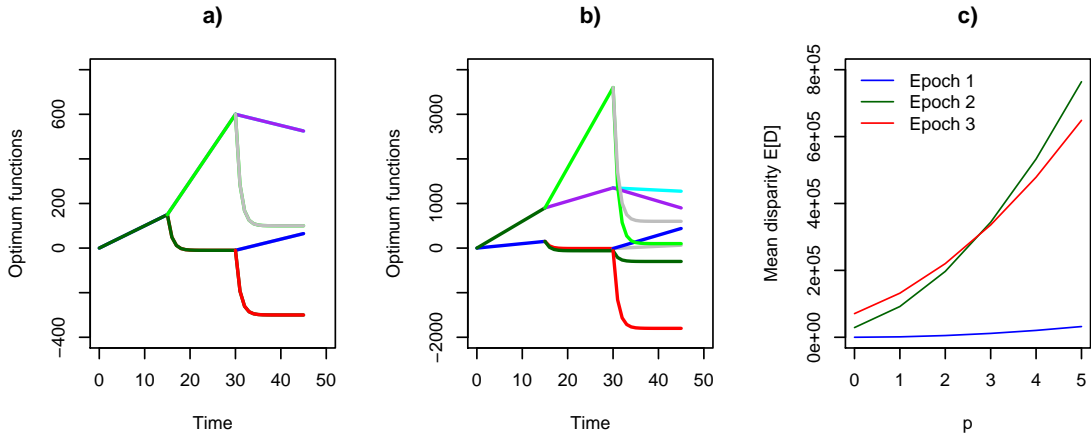 a)
Optimum functions
−400
0
200
600
0
10
20
30
40
50
Time
b)
Optimum functions
−2000
0
1000
3000
0
10
20
30
40
50
Time
c)
Mean disparity E[D]
0e+00
2e+05
4e+05
6e+05
8e+05
Epoch 1
Epoch 2
Epoch 3
0
1
2
3
4
5
p